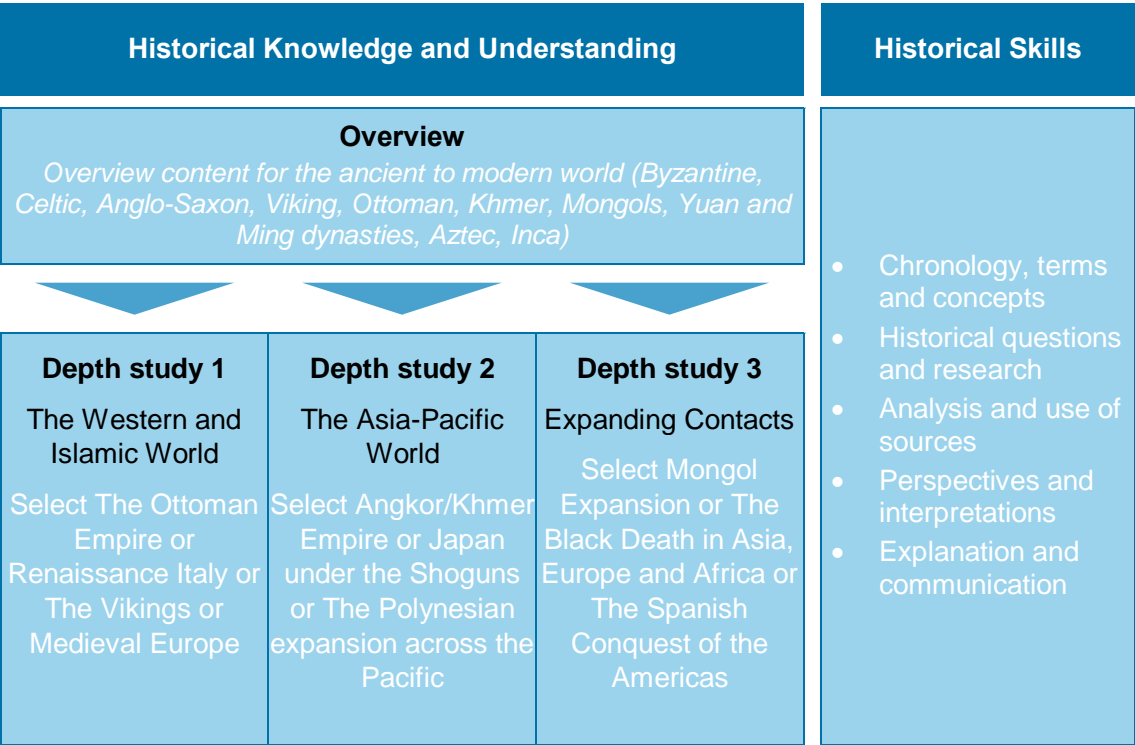 Historical Knowledge and Understanding
Historical Skills
Overview
Overview content for the ancient to modern world (Byzantine,
Celtic, Anglo-Saxon, Viking, Ottoman, Khmer, Mongols, Yuan and
Ming dynasties, Aztec, Inca)
Depth study 1
The Western and
Islamic World
Select The Ottoman
Empire or
Renaissance Italy or
The Vikings or
Medieval Europe
Depth study 2
The Asia-Pacific
World
Select Angkor/Khmer
Empire or Japan
under the Shoguns
or The Polynesian
expansion across the
Pacific
Depth study 3
Expanding Contacts
Select Mongol
Expansion or The
Black Death in Asia,
Europe and Africa or
The Spanish
Conquest of the
Americas
• Chronology, terms
and concepts
• Historical questions
and research
• Analysis and use of
sources
• Perspectives and
interpretations
• Explanation and
communication